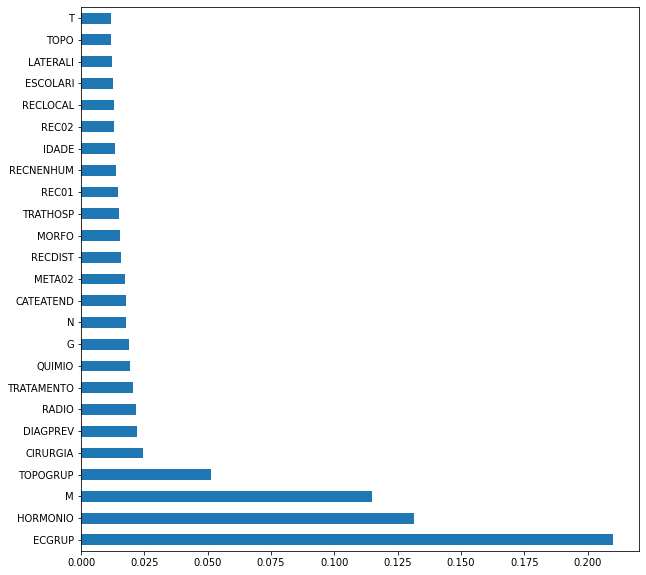 T
TOPO
LATERALI
ESCOLARI
RECLOCAL
REC02
IDADE
RECNENHUM
REC01
TRATHOSP
MORFO
RECDIST
META02
CATEATEND
N
G
QUIMIO
TRATAMENTO
RADIO
DIAGPREV
CIRURGIA
TOPOGRUP
M
HORMONIO
ECGRUP
0.000 0.025 0.050 0.075 0.100 0.125 0.150 0.175 0.200